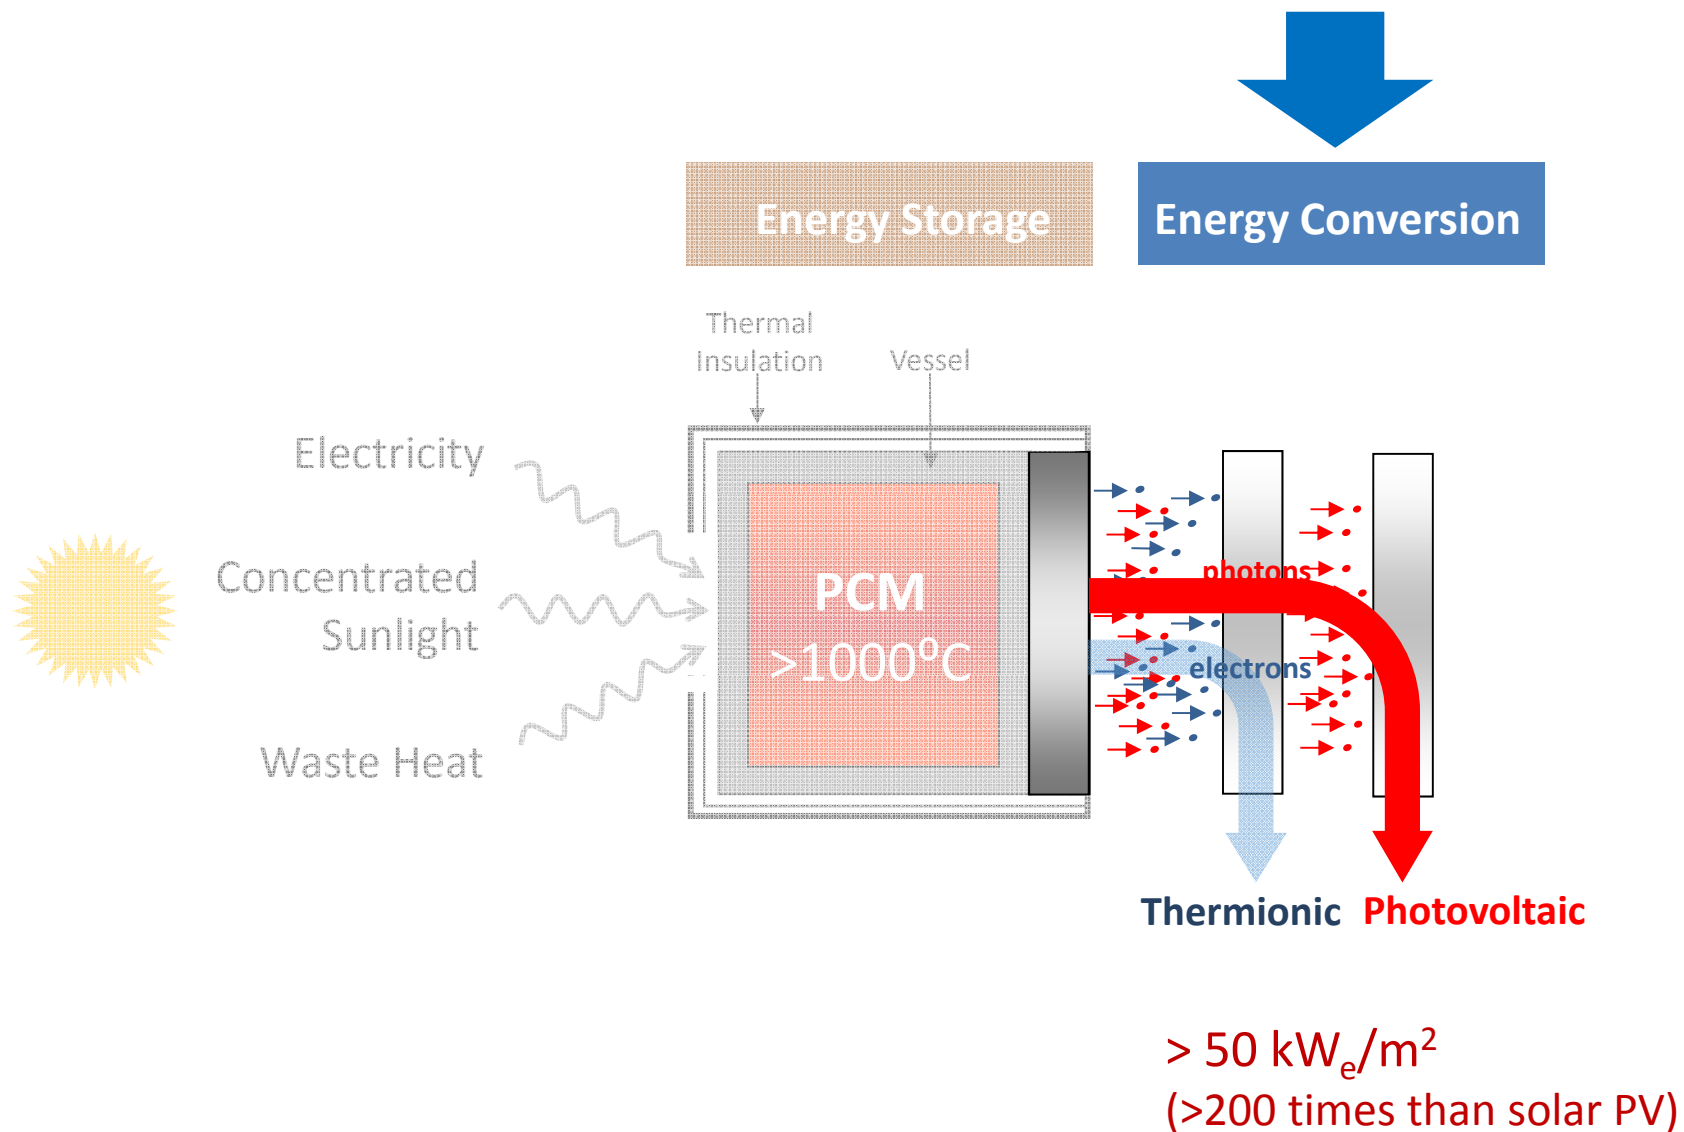 Energy Storage
Energy Conversion
Thermal
Insulation
Vessel
Electricity
Concentrated
Sunlight
Waste Heat
PCM
>1000⁰C
photons
electrons
Thermionic
Photovoltaic
> 50 kWe/m²
(>200 times than solar PV)